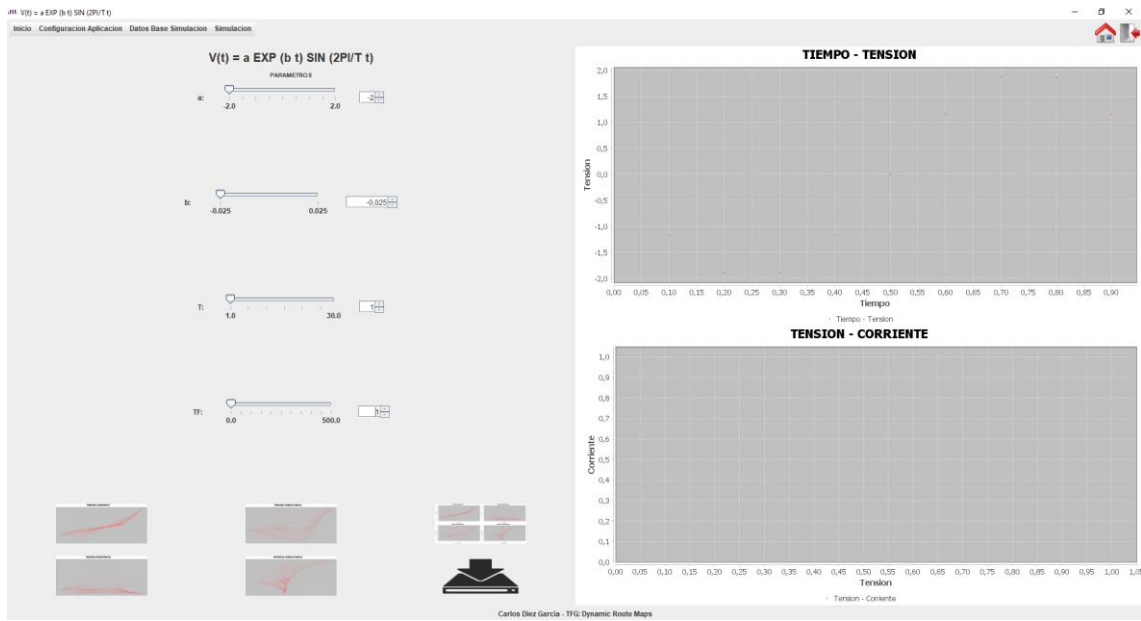 V(t) = a EXP (b t) SIN (2PI/T t)
Inicio Configuracion Aplicacion Datos Base Simulacion Simulacion
V(t) = a EXP (b t) SIN (2PI/T t)
PARAMETROS
a:
-2.0 2.0
-2
b:
-0.025 0.025
-0,025
T:
1.0 30.0
1
TF:
0.0 500.0
1
TIEMPO - TENSION
Tension
2,0
1,5
1,0
0,5
0,0
-0,5
-1,0
-1,5
-2,0
0,00 0,05 0,10 0,15 0,20 0,25 0,30 0,35 0,40 0,45 0,50 0,55 0,60 0,65 0,70 0,75 0,80 0,85 0,90
Tiempo
Tiempo - Tension
TENSION - CORRIENTE
Corriente
1,0
0,9
0,8
0,7
0,6
0,5
0,4
0,3
0,2
0,1
0,0
0,00 0,05 0,10 0,15 0,20 0,25 0,30 0,35 0,40 0,45 0,50 0,55 0,60 0,65 0,70 0,75 0,80 0,85 0,90 0,95 1,00 1,05
Tension
Tension - Corriente
Carlos Diez Garcia - TFG: Dynamic Route Maps